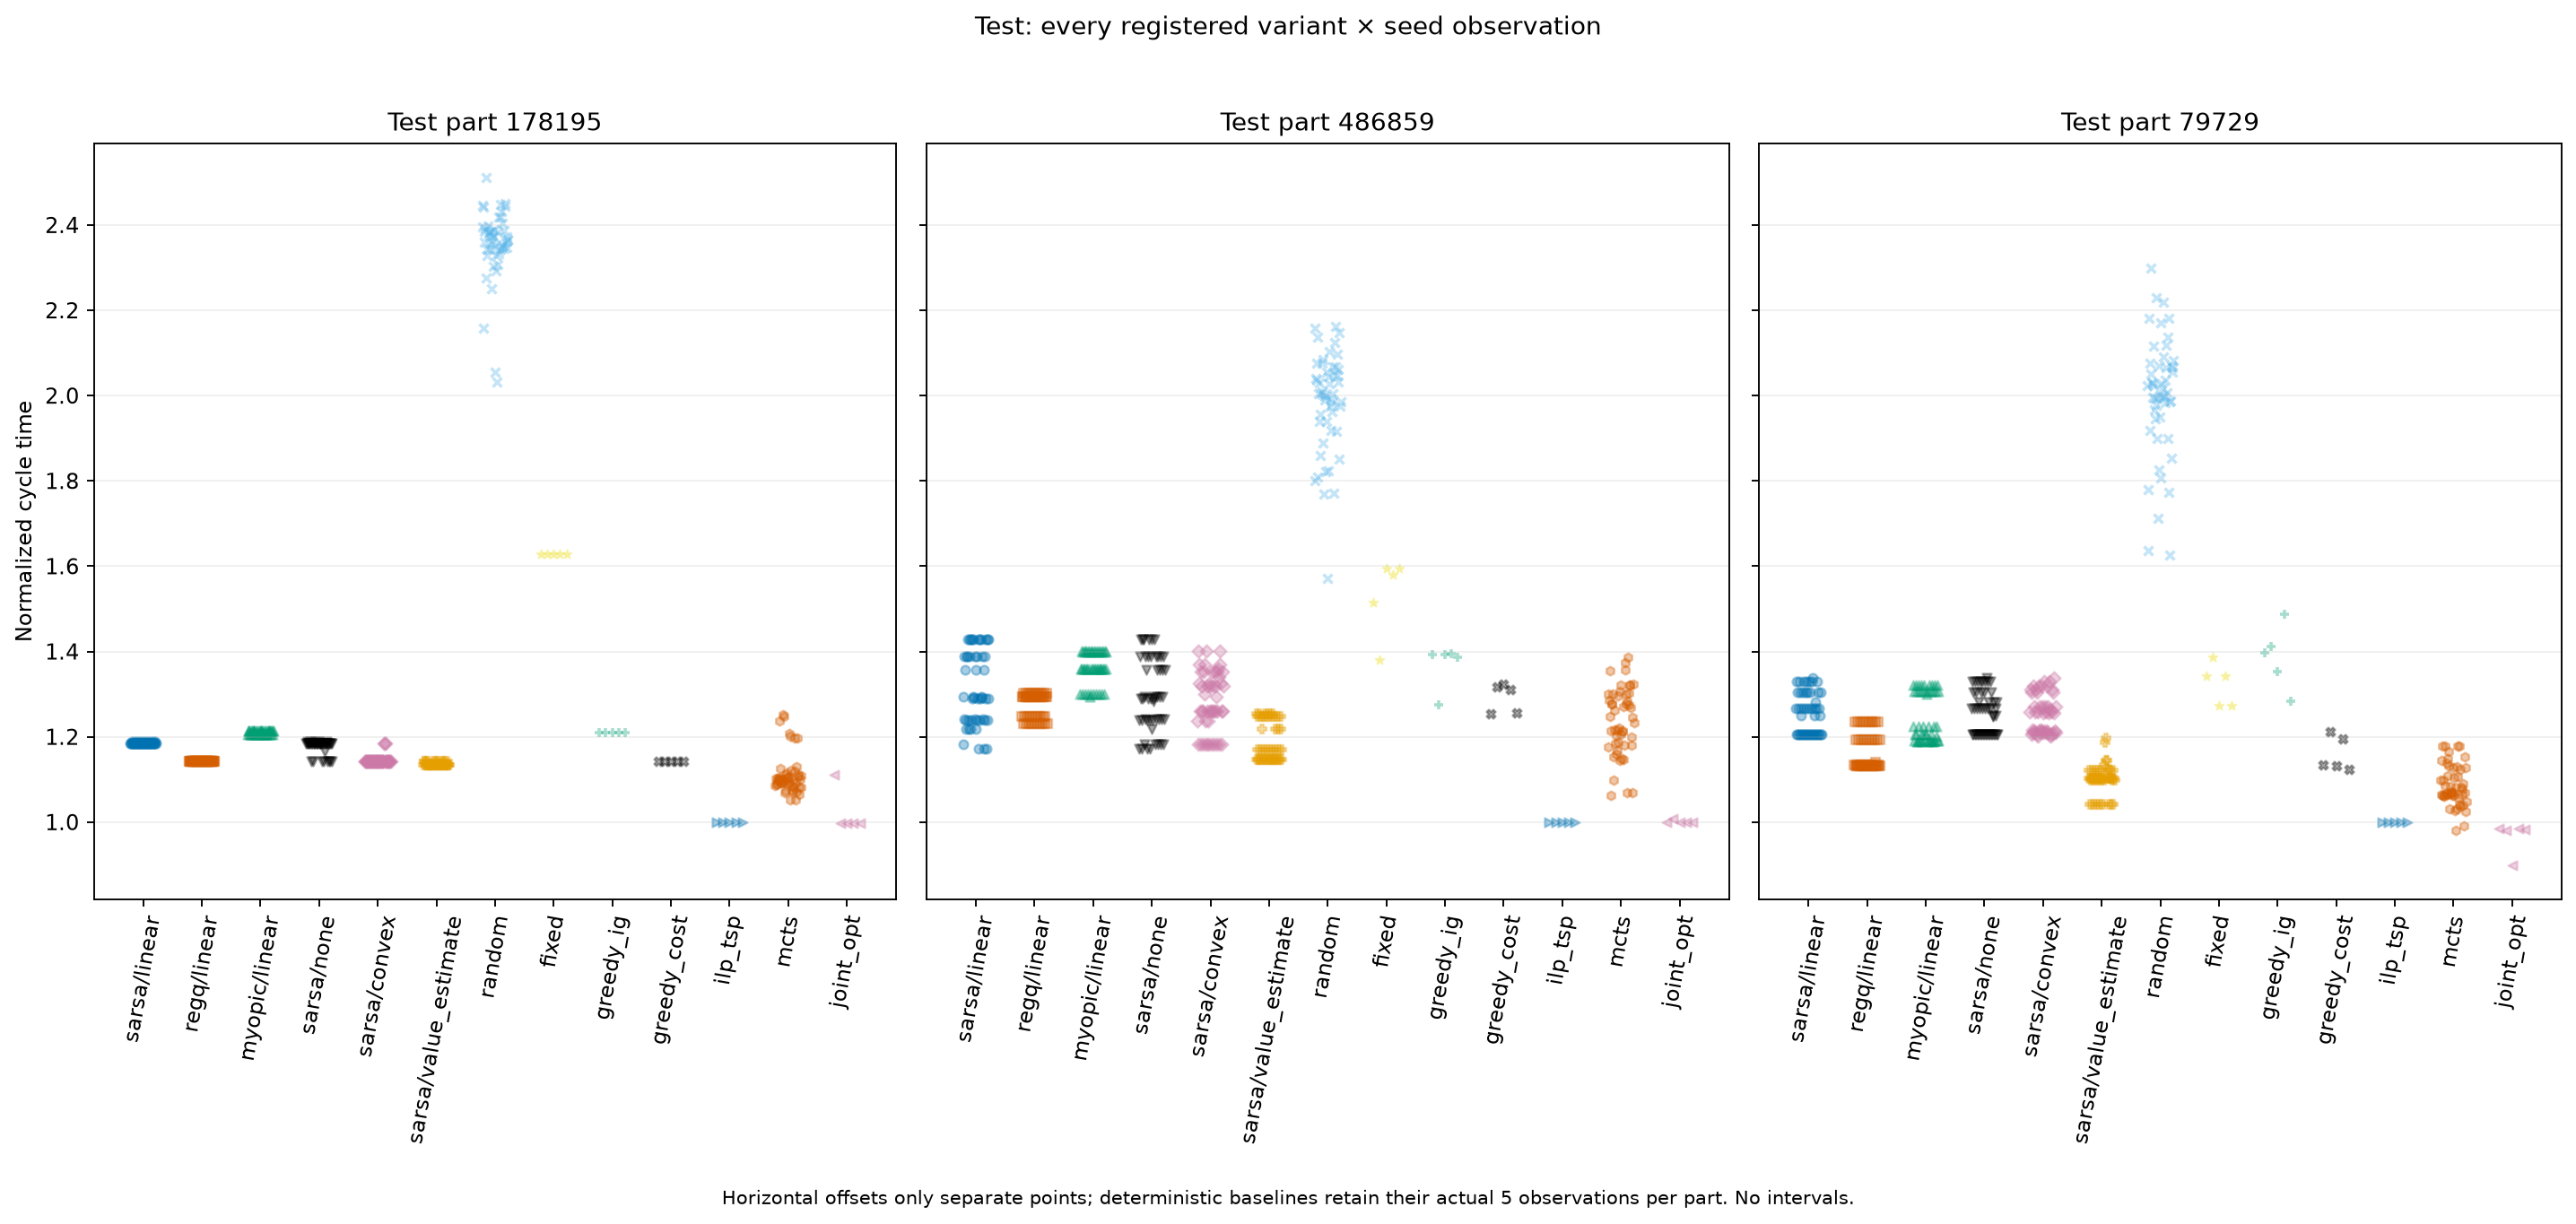 Test: every registered variant × seed observation
Test part 178195
Test part 486859
Test part 79729
Normalized cycle time
2.4
2.2
2.0
1.8
1.6
1.4
1.2
1.0
sarsa/linear
regq/linear
myopic/linear
sarsa/none
sarsa/convex
sarsa/value_estimate
random
fixed
greedy_ig
greedy_cost
ilp_tsp
mcts
joint_opt
sarsa/linear
regq/linear
myopic/linear
sarsa/none
sarsa/convex
sarsa/value_estimate
random
fixed
greedy_ig
greedy_cost
ilp_tsp
mcts
joint_opt
sarsa/linear
regq/linear
myopic/linear
sarsa/none
sarsa/convex
sarsa/value_estimate
random
fixed
greedy_ig
greedy_cost
ilp_tsp
mcts
joint_opt
Horizontal offsets only separate points; deterministic baselines retain their actual 5 observations per part. No intervals.